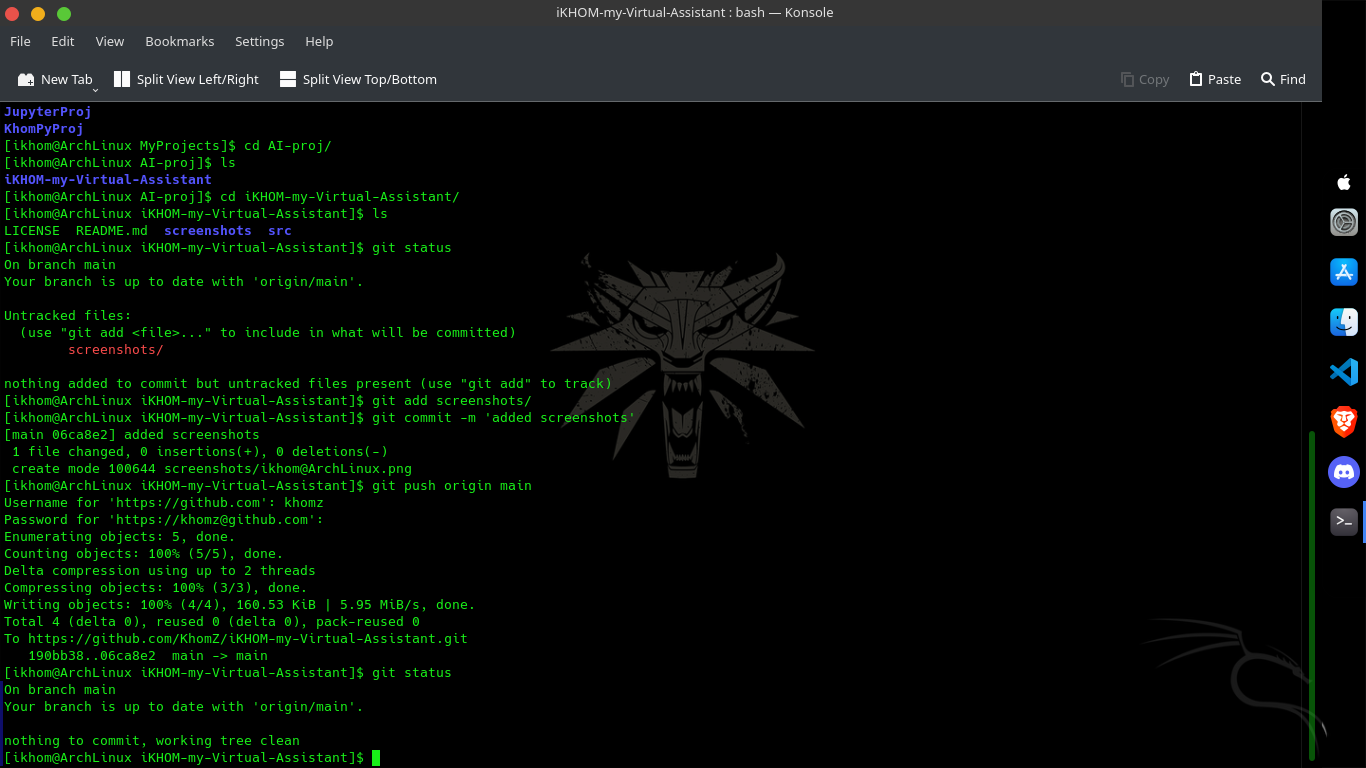 iKHOM-my-Virtual-Assistant : bash — Konsole
File Edit View Bookmarks Settings Help
New Tab Split View Left/Right Split View Top/Bottom Copy Paste Find
JupyterProj
KhomPyProj
[ikhom@ArchLinux MyProjects]$ cd AI-proj/
[ikhom@ArchLinux AI-proj]$ ls
iKHOM-my-Virtual-Assistant
[ikhom@ArchLinux AI-proj]$ cd iKHOM-my-Virtual-Assistant/
[ikhom@ArchLinux iKHOM-my-Virtual-Assistant]$ ls
LICENSE  README.md  screenshots  src
[ikhom@ArchLinux iKHOM-my-Virtual-Assistant]$ git status
On branch main
Your branch is up to date with 'origin/main'.
Untracked files:
  (use "git add <file>..." to include in what will be committed)
        screenshots/
nothing added to commit but untracked files present (use "git add" to track)
[ikhom@ArchLinux iKHOM-my-Virtual-Assistant]$ git add screenshots/
[ikhom@ArchLinux iKHOM-my-Virtual-Assistant]$ git commit -m 'added screenshots'
[main 06ca8e2] added screenshots
 1 file changed, 0 insertions(+), 0 deletions(-)
 create mode 100644 screenshots/ikhom@ArchLinux.png
[ikhom@ArchLinux iKHOM-my-Virtual-Assistant]$ git push origin main
Username for 'https://github.com': khomz
Password for 'https://khomz@github.com':
Enumerating objects: 5, done.
Counting objects: 100% (5/5), done.
Delta compression using up to 2 threads
Compressing objects: 100% (3/3), done.
Writing objects: 100% (4/4), 160.53 KiB | 5.95 MiB/s, done.
Total 4 (delta 0), reused 0 (delta 0), pack-reused 0
To https://github.com/KhomZ/iKHOM-my-Virtual-Assistant.git
   190bb38..06ca8e2  main -> main
[ikhom@ArchLinux iKHOM-my-Virtual-Assistant]$ git status
On branch main
Your branch is up to date with 'origin/main'.
nothing to commit, working tree clean
[ikhom@ArchLinux iKHOM-my-Virtual-Assistant]$